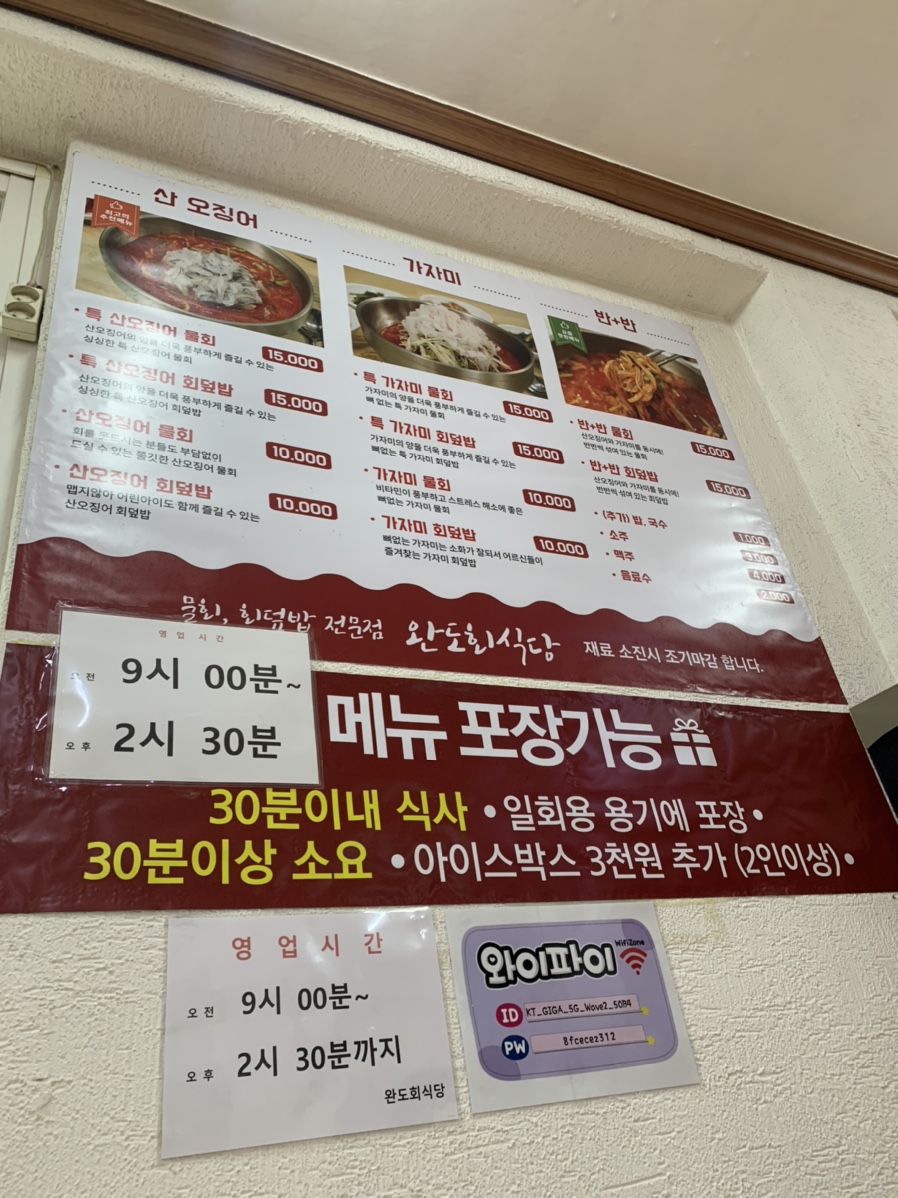 산 오징어
최고의
추천메뉴
• 특 산오징어 물회
산오징어의 양을 더욱 풍부하게 즐길 수 있는
싱싱한 특 산오징어 물회
15.000
• 특 산오징어 회덮밥
산오징어의 양을 더욱 풍부하게 즐길 수 있는
싱싱한 특 산오징어 회덮밥
15.000
• 산오징어 물회
회를 못드시는 분들도 부담없이
드실 수 있는 쫄깃한 산오징어 물회
10.000
• 산오징어 회덮밥
맵지않아 어린아이도 함께 즐길 수 있는
산오징어 회덮밥
10.000
가자미
• 특 가자미 물회
가자미의 양을 더욱 풍부하게 즐길 수 있는
뼈 없는 특 가자미 물회
15.000
• 특 가자미 회덮밥
가자미의 양을 더욱 풍부하게 즐길 수 있는
뼈없는 특 가자미 회덮밥
15.000
• 가자미 물회
비타민이 풍부하고 스트레스 해소에 좋은
뼈없는 가자미 물회
10.000
• 가자미 회덮밥
뼈없는 가자미는 소화가 잘되서 어르신들이
즐겨찾는 가자미 회덮밥
10.000
반+반
• 반+반 물회
산오징어와 가자미를 동시에!
반반씩 섞여 있는 물회
15.000
• 반+반 회덮밥
산오징어와 가자미를 동시에!
반반씩 섞여 있는 회덮밥
15.000
• (추가) 밥, 국수
1.000
• 소주
• 맥주
4.000
• 음료수
2.000
물회, 회덮밥 전문점 완도회식당 재료 소진시 조기마감 합니다.
영 업 시 간
오전 9시 00분~
오후 2시 30분
메뉴 포장가능
30분이내 식사 •일회용 용기에 포장•
30분이상 소요 •아이스박스 3천원 추가 (2인이상)•
영 업 시 간
오전 9시 00분~
오후 2시 30분까지
완도회식당
와이파이 WifiZone
ID KT_GIGA_5G_Wave2_50B4
PW 8fcecez312